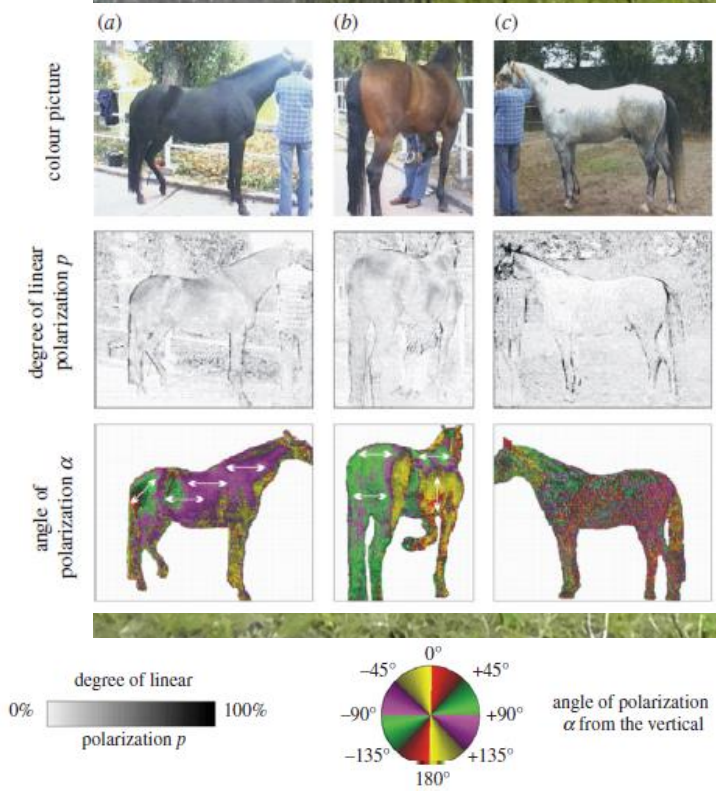 (a) (b) (c)
colour picture
degree of linear
polarization p
angle of
polarization α
degree of linear
0% 100%
polarization p
0°
−45° +45°
−90° +90°
−135° +135°
180°
angle of polarization
α from the vertical